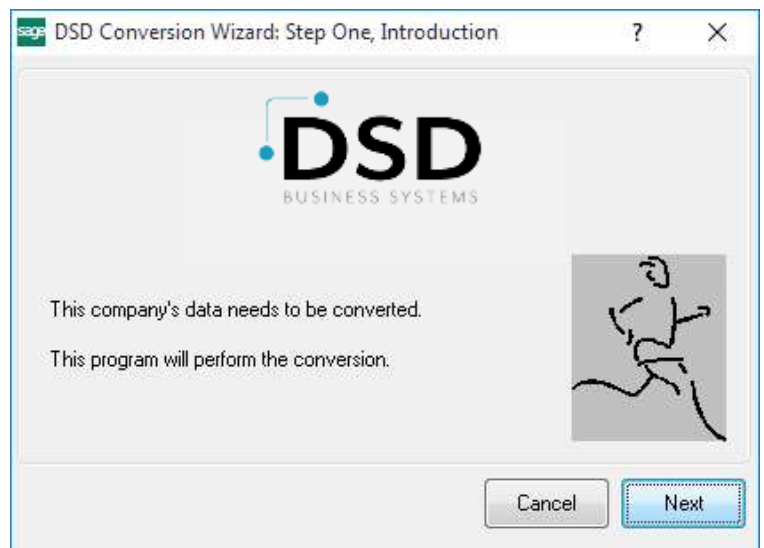 sage DSD Conversion Wizard: Step One, Introduction ? X
DSD
BUSINESS SYSTEMS
This company's data needs to be converted.
This program will perform the conversion.
Cancel Next